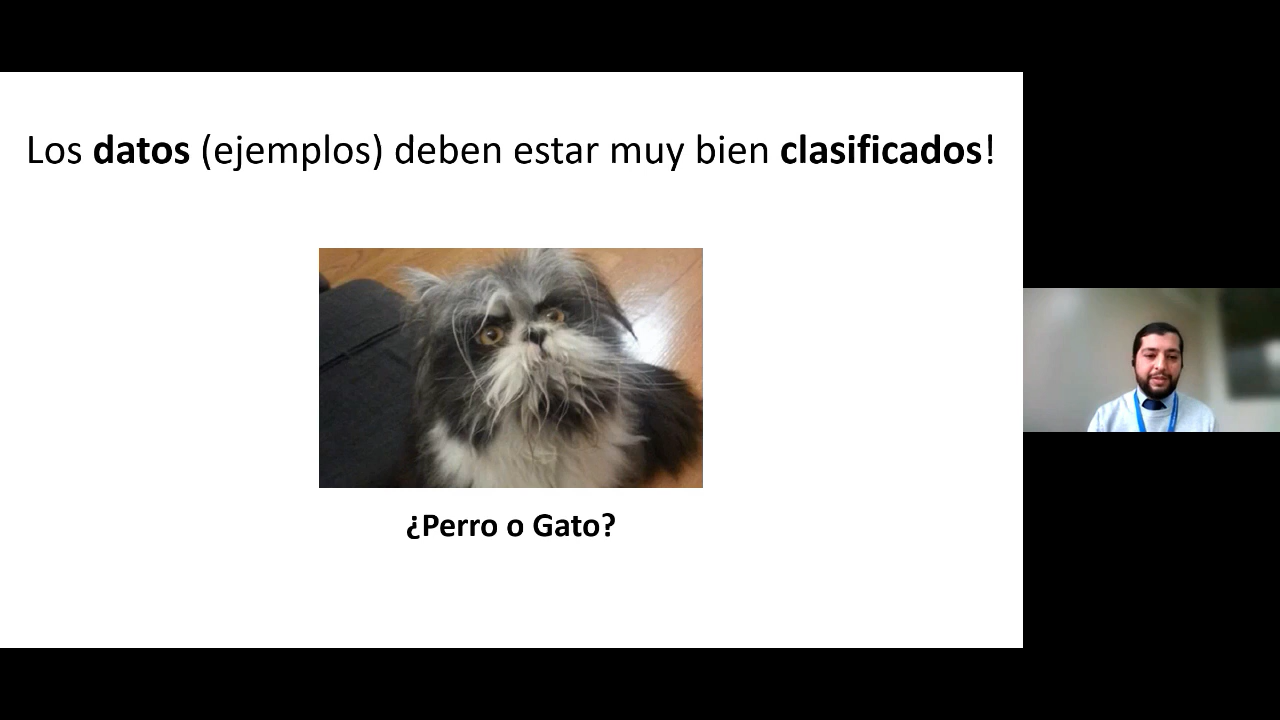 Los datos (ejemplos) deben estar muy bien clasificados!
¿Perro o Gato?